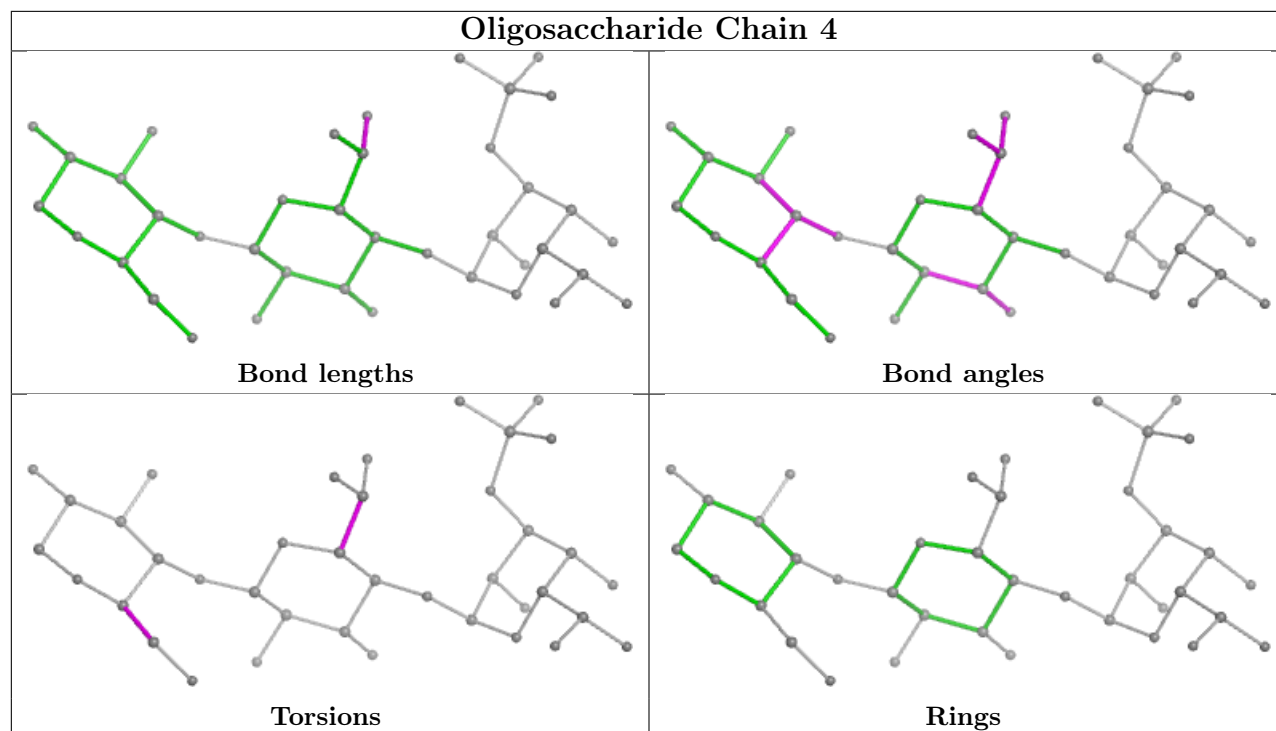 Oligosaccharide Chain 4
Bond lengths
Bond angles
Torsions
Rings